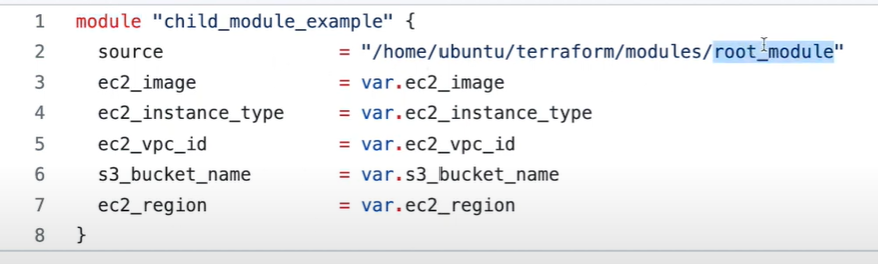 1 module "child_module_example" {
2 source = "/home/ubuntu/terraform/modules/root_module"
3 ec2_image = var.ec2_image
4 ec2_instance_type = var.ec2_instance_type
5 ec2_vpc_id = var.ec2_vpc_id
6 s3_bucket_name = var.s3_bucket_name
7 ec2_region = var.ec2_region
8 }